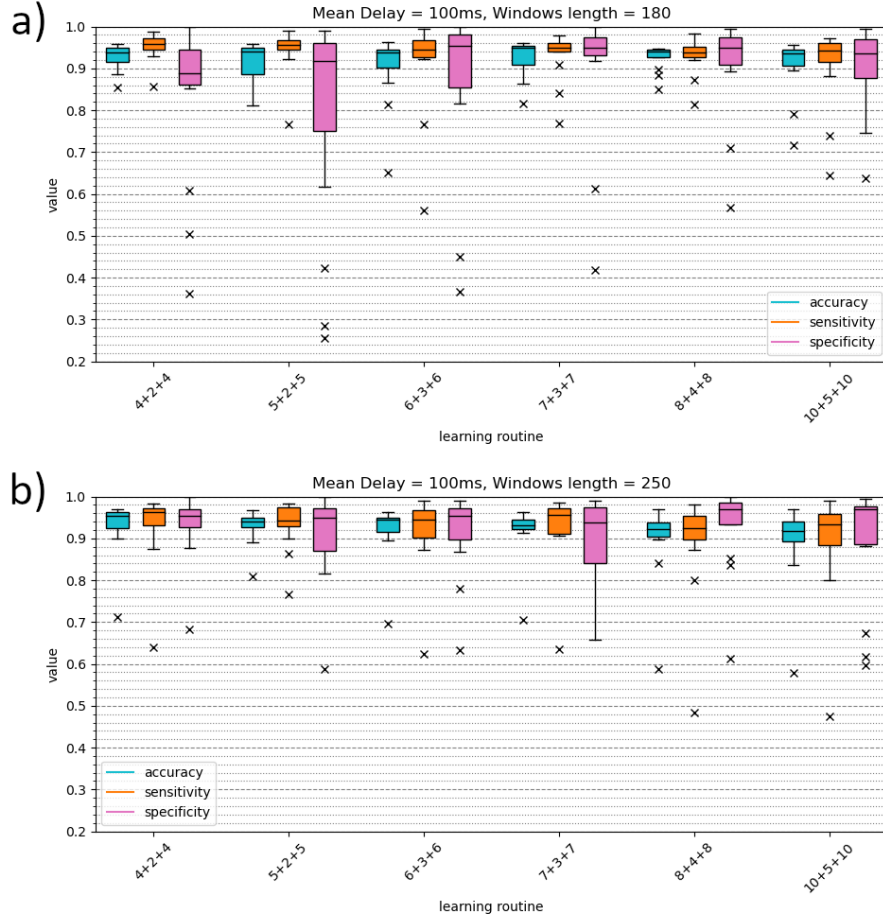 a)
Mean Delay = 100ms, Windows length = 180
1.0
0.9
0.8
0.7
0.6
0.5
0.4
0.3
0.2
value
accuracy
sensitivity
specificity
4+2+4
5+2+5
6+3+6
7+3+7
8+4+8
10+5+10
learning routine
b)
Mean Delay = 100ms, Windows length = 250
1.0
0.9
0.8
0.7
0.6
0.5
0.4
0.3
0.2
value
accuracy
sensitivity
specificity
4+2+4
5+2+5
6+3+6
7+3+7
8+4+8
10+5+10
learning routine